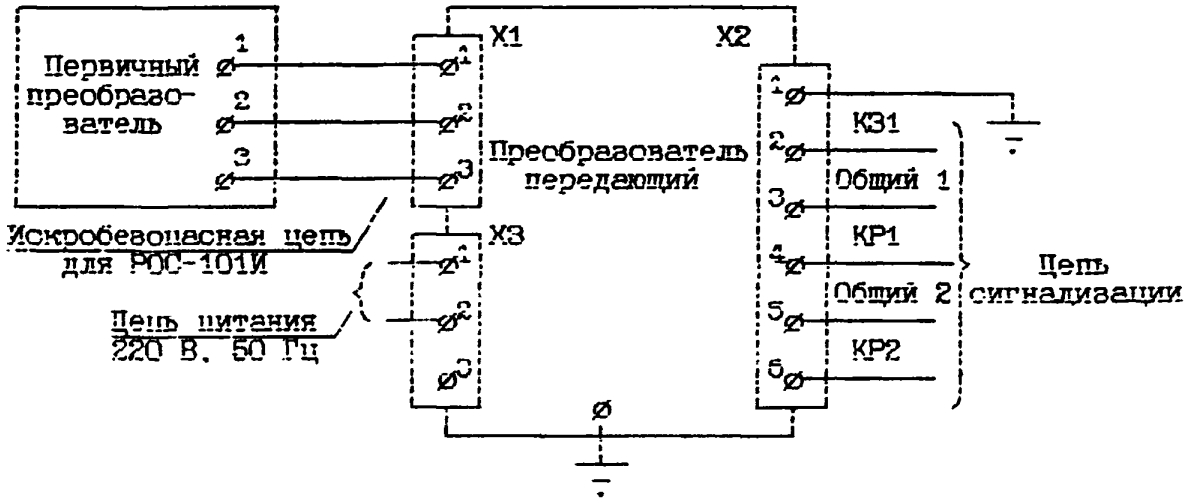 Первичный
преобразо-
ватель
1
2
3
X1
1
2
3
Преобразователь
передающий
X2
1
2
3
4
5
5
КЗ1
Общий 1
КР1
Общий 2
КР2
Цепь
сигнализации
Искробезопасная цепь
для РОС-101И
X3
1
2
3
Цепь питания
220 В, 50 Гц